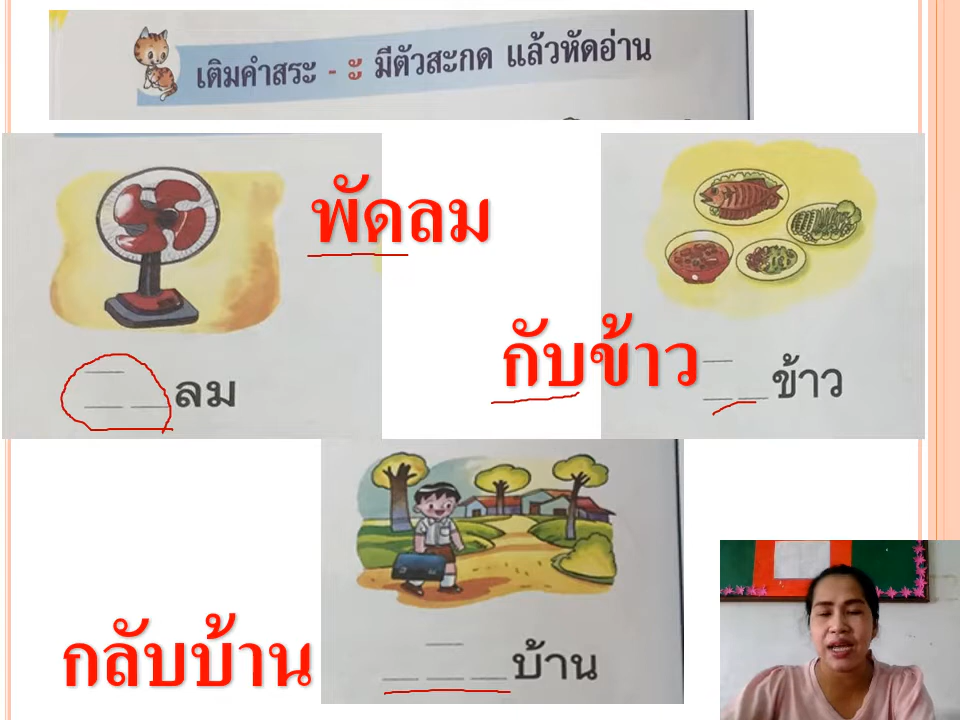 เติมคำสระ - ะ มีตัวสะกด แล้วหัดอ่าน
พัดลม
_ _ ลม
กับข้าว
_ _ ข้าว
กลับบ้าน
_ _ _ บ้าน